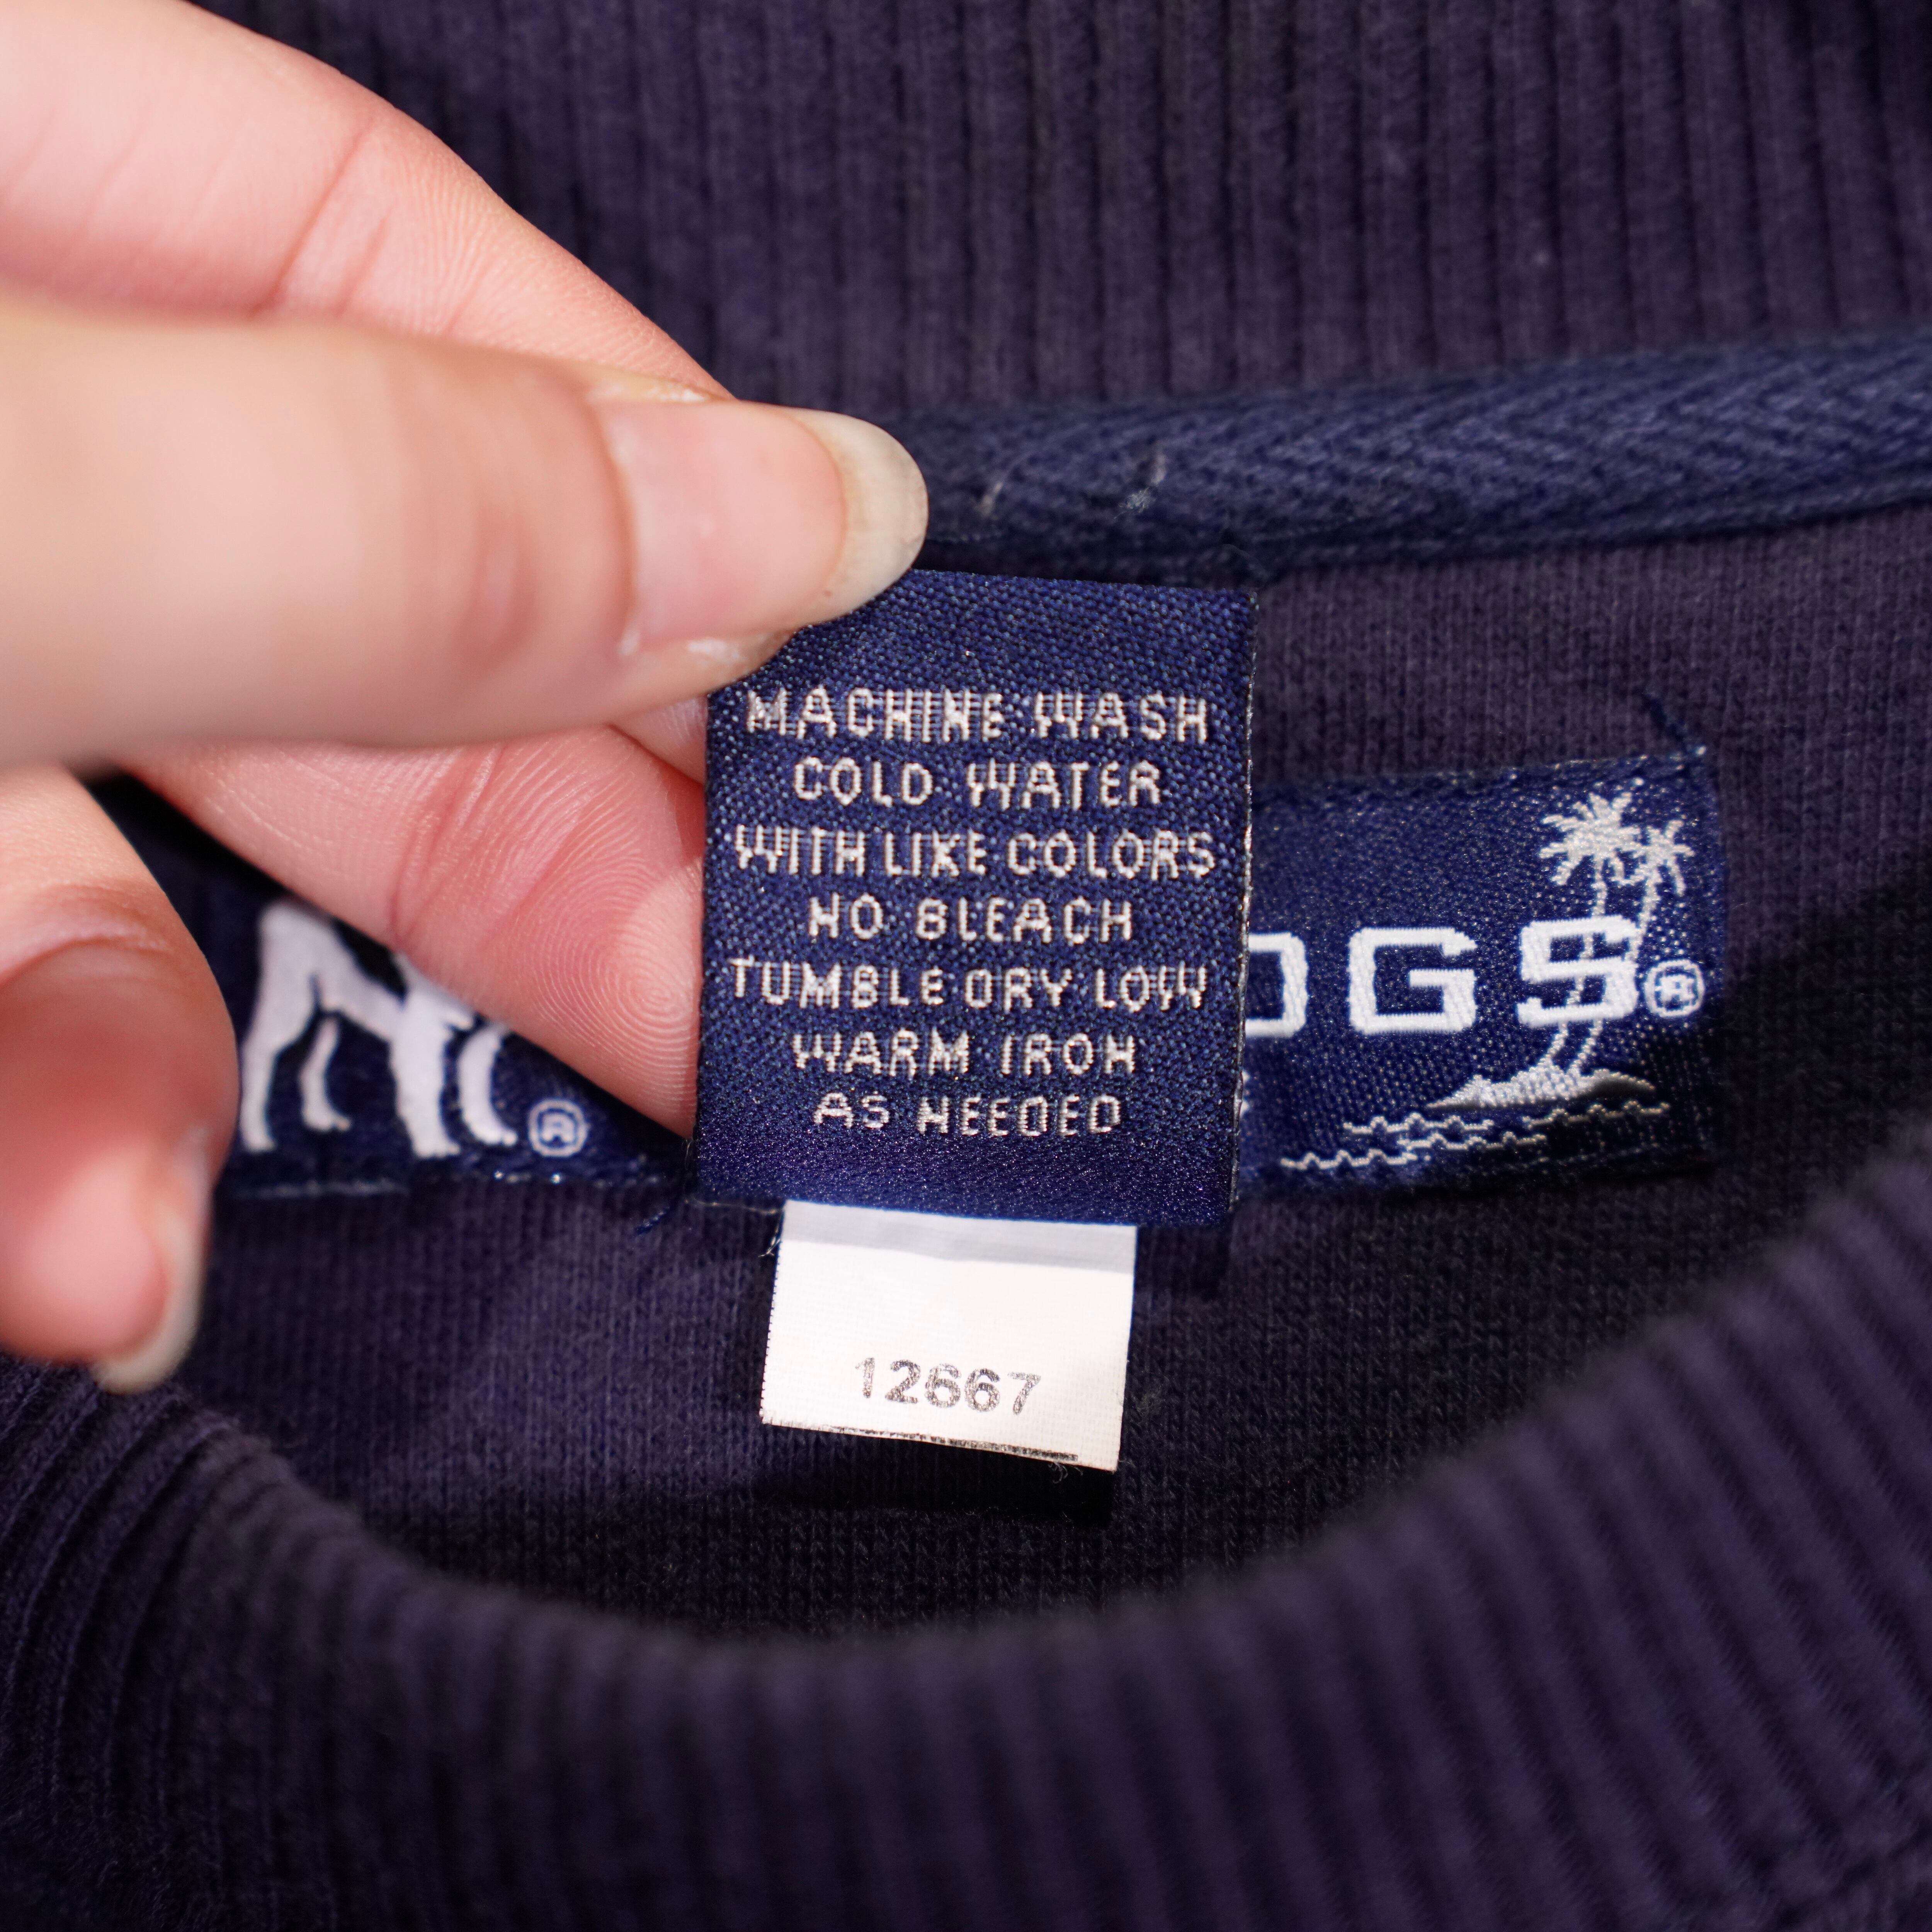 MACHINE WASH
COLD WATER
WITH LIKE COLORS
NO BLEACH
TUMBLE DRY LOW
WARM IRON
AS NEEDED
OGS®
®
12667